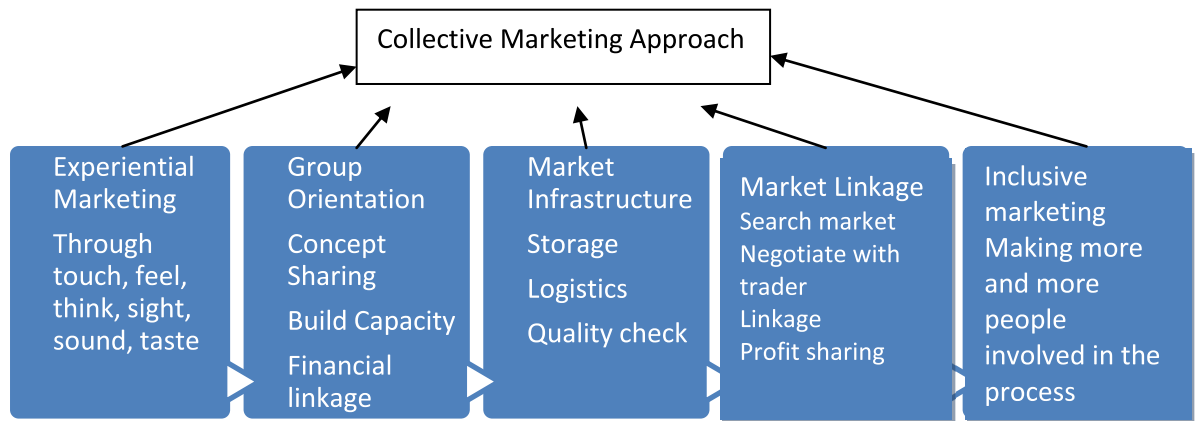 Collective Marketing Approach
Experiential
Marketing
Through
touch, feel,
think, sight,
sound, taste
Group
Orientation
Concept
Sharing
Build Capacity
Financial
linkage
Market
Infrastructure
Storage
Logistics
Quality check
Market Linkage
Search market
Negotiate with
trader
Linkage
Profit sharing
Inclusive
marketing
Making more
and more
people
involved in the
process